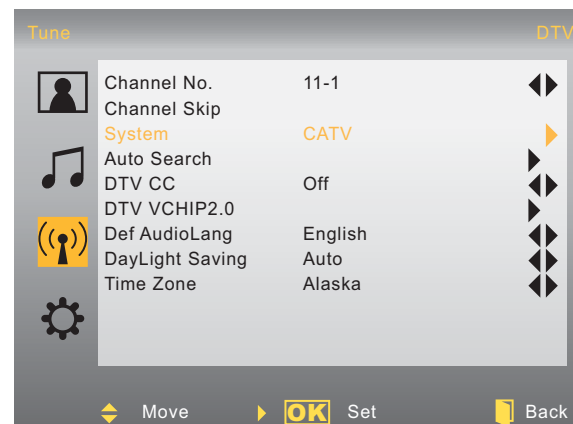 Tune DTV
Channel No. 11-1
Channel Skip
System CATV
Auto Search
DTV CC Off
DTV VCHIP2.0
Def AudioLang English
DayLight Saving Auto
Time Zone Alaska
Move OK Set Back